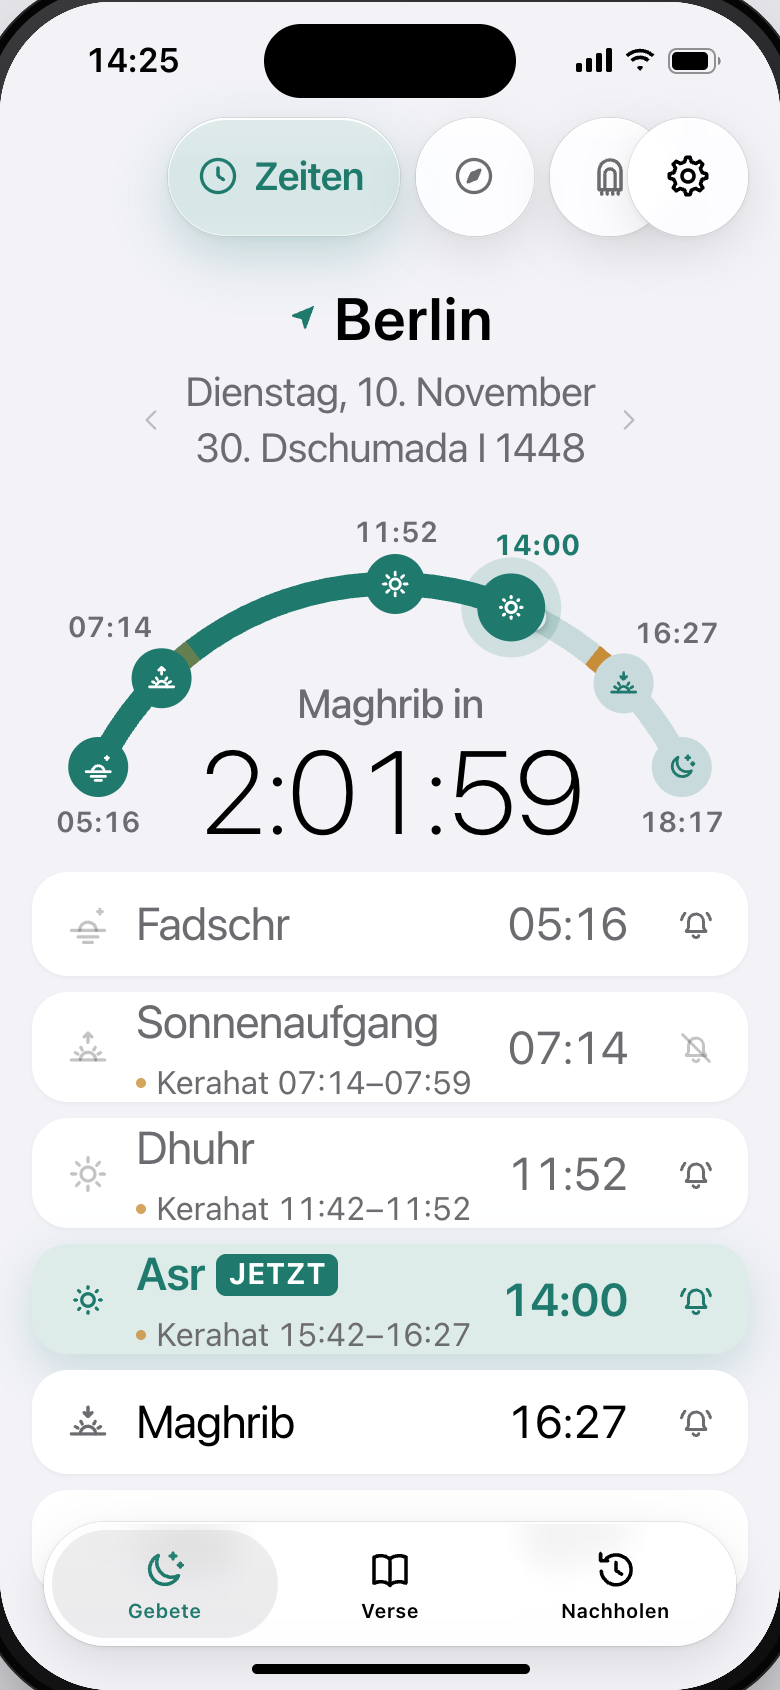 14:25
Zeiten
Berlin
Dienstag, 10. November
30. Dschumada I 1448
11:52
14:00
07:14
16:27
Maghrib in
2:01:59
05:16
18:17
Fadschr 05:16
Sonnenaufgang 07:14
Kerahat 07:14–07:59
Dhuhr 11:52
Kerahat 11:42–11:52
Asr JETZT 14:00
Kerahat 15:42–16:27
Maghrib 16:27
Gebete
Verse
Nachholen